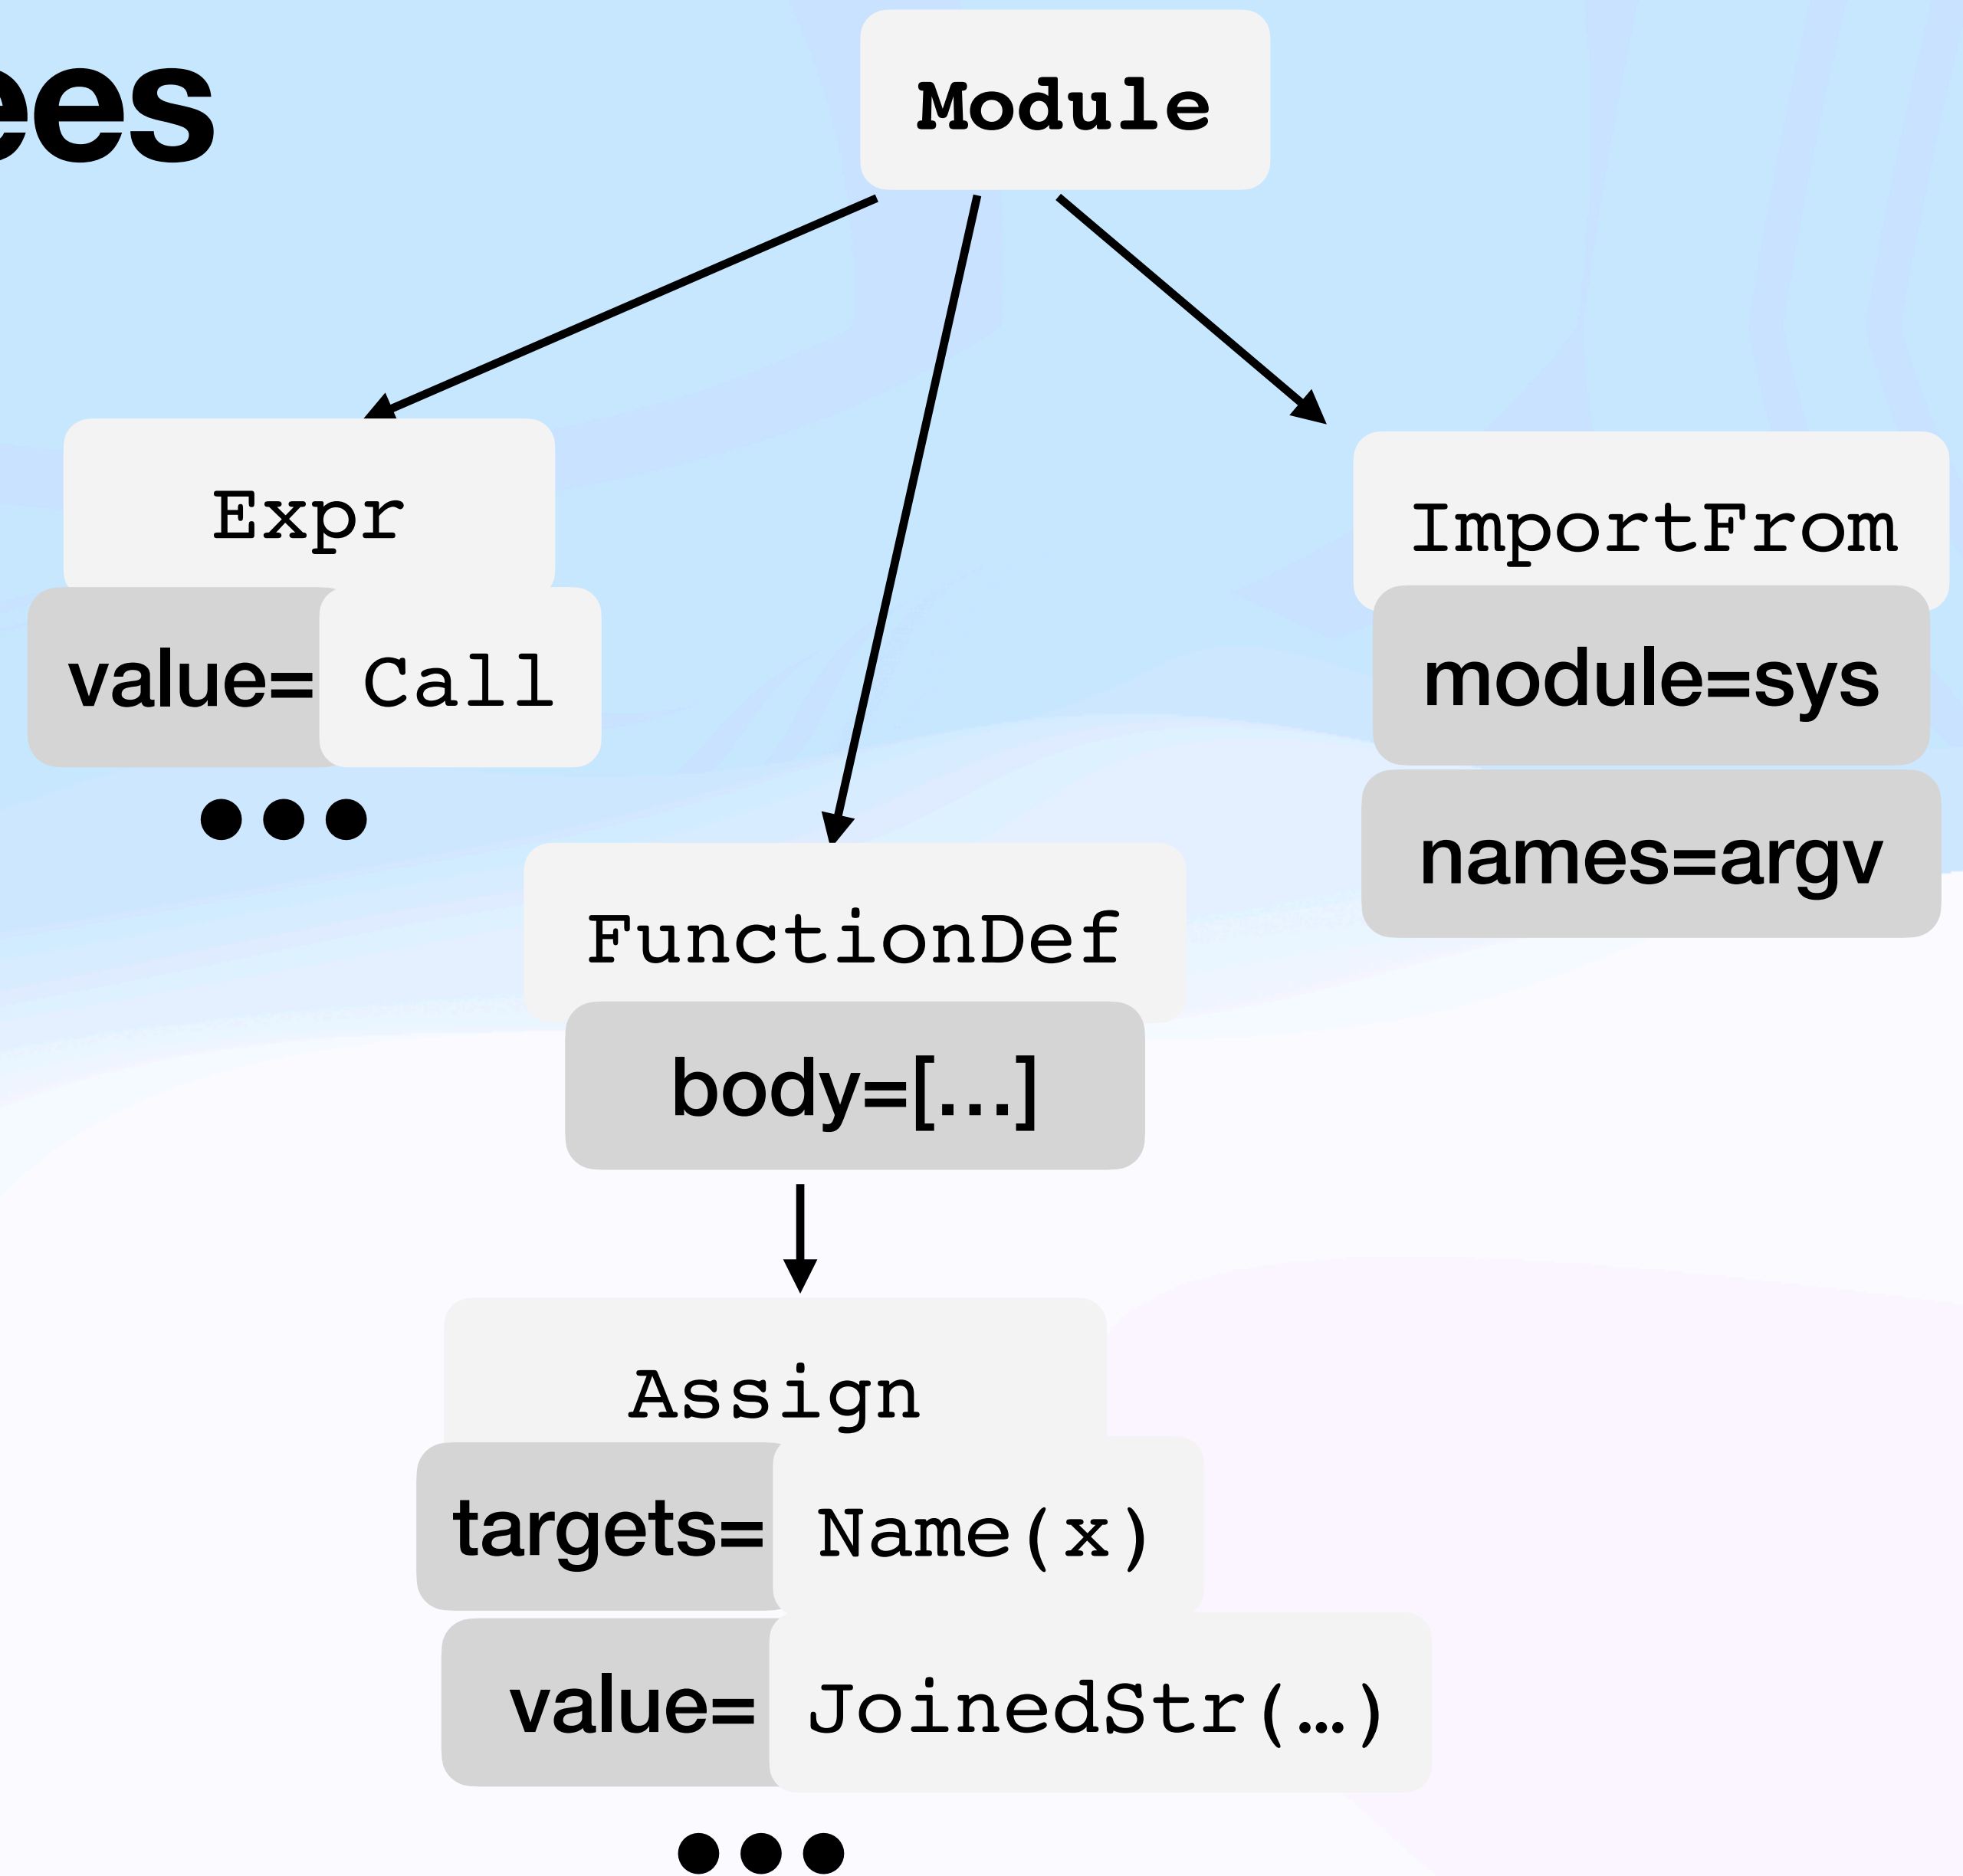 ees
Module
Expr
value= Call
●●●
ImportFrom
module=sys
names=argv
FunctionDef
body=[…]
Assign
targets= Name(x)
value= JoinedStr(…)
●●●